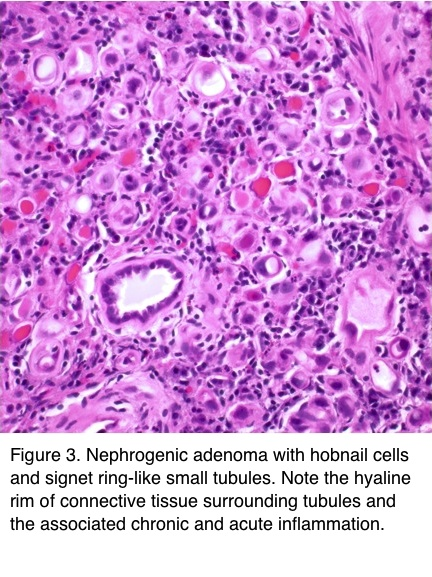 Figure 3. Nephrogenic adenoma with hobnail cells
and signet ring-like small tubules. Note the hyaline
rim of connective tissue surrounding tubules and
the associated chronic and acute inflammation.